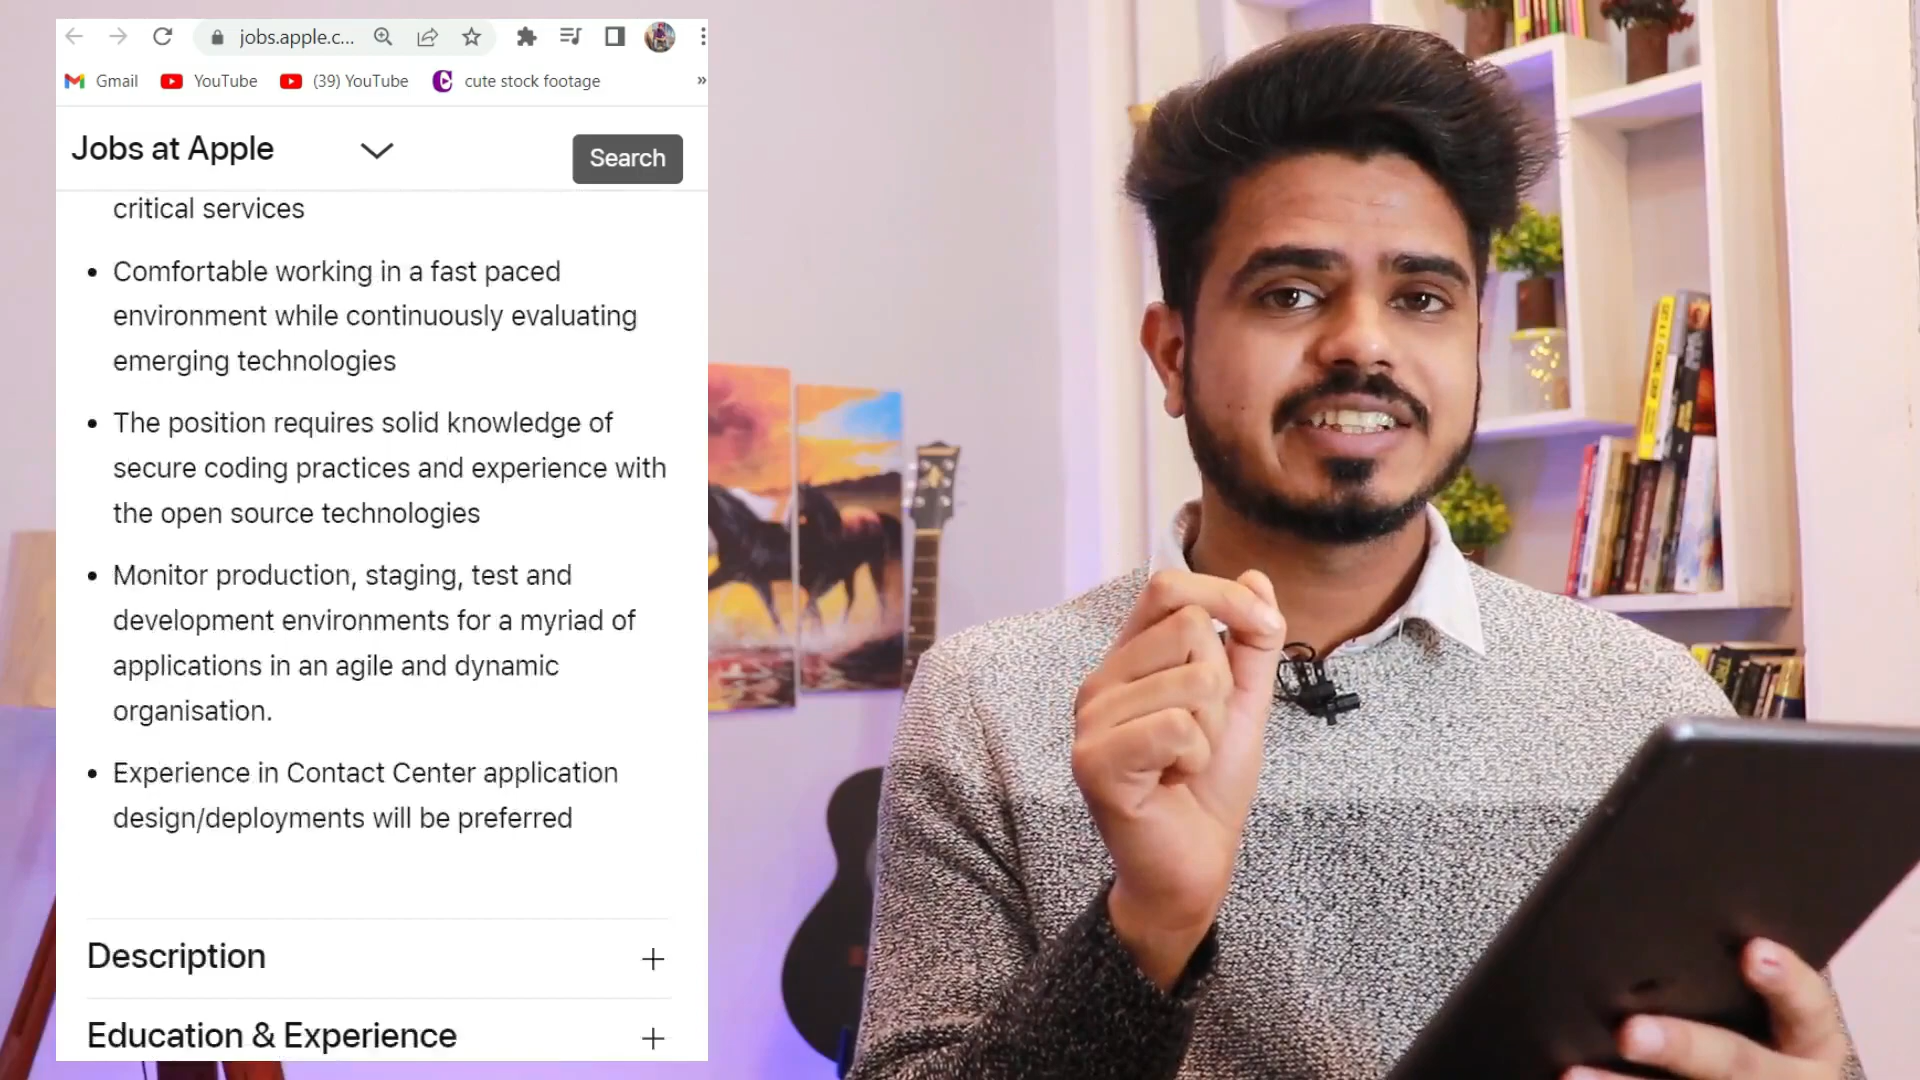 jobs.apple.c...
Gmail YouTube (39) YouTube cute stock footage »
Jobs at Apple
Search
critical services
• Comfortable working in a fast paced
environment while continuously evaluating
emerging technologies
• The position requires solid knowledge of
secure coding practices and experience with
the open source technologies
• Monitor production, staging, test and
development environments for a myriad of
applications in an agile and dynamic
organisation.
• Experience in Contact Center application
design/deployments will be preferred
Description +
Education & Experience +